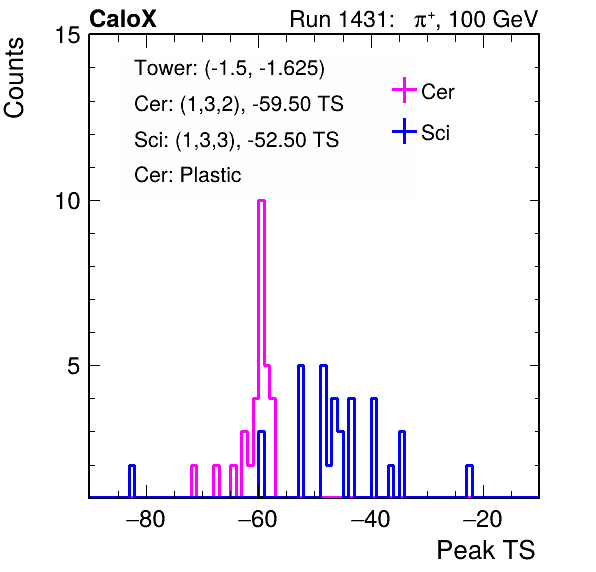 CaloX Run 1431: π⁺, 100 GeV
Counts
15
10
5
Tower: (-1.5, -1.625)
Cer: (1,3,2), -59.50 TS
Sci: (1,3,3), -52.50 TS
Cer: Plastic
Cer
Sci
−80 −60 −40 −20
Peak TS